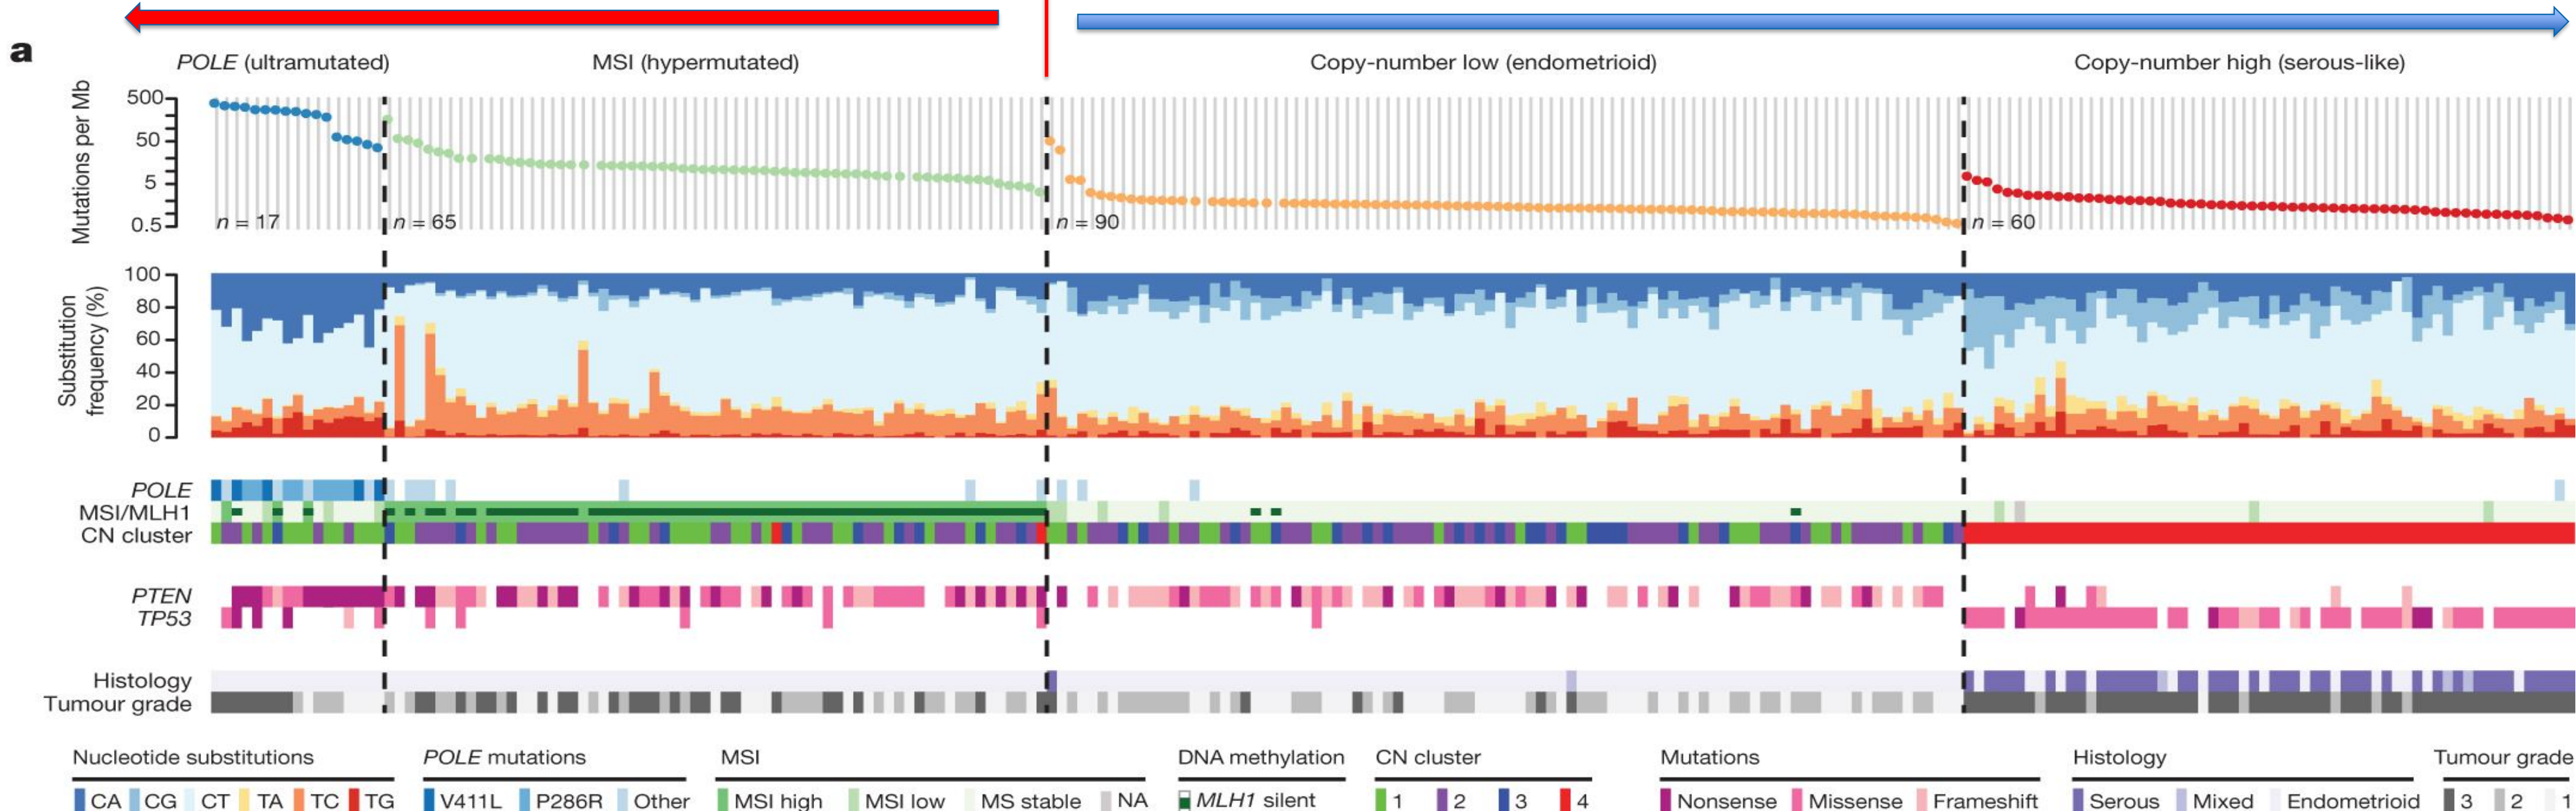 a
POLE (ultramutated) MSI (hypermutated) Copy-number low (endometrioid) Copy-number high (serous-like)
Mutations per Mb
500
50
5
0.5
n = 17 n = 65 n = 90 n = 60
Substitution
frequency (%)
100
80
60
40
20
0
POLE
MSI/MLH1
CN cluster
PTEN
TP53
Histology
Tumour grade
Nucleotide substitutions POLE mutations MSI DNA methylation CN cluster Mutations Histology Tumour grade
CA CG CT TA TC TG V411L P286R Other MSI high MSI low MS stable NA MLH1 silent 1 2 3 4 Nonsense Missense Frameshift Serous Mixed Endometrioid 3 2 1